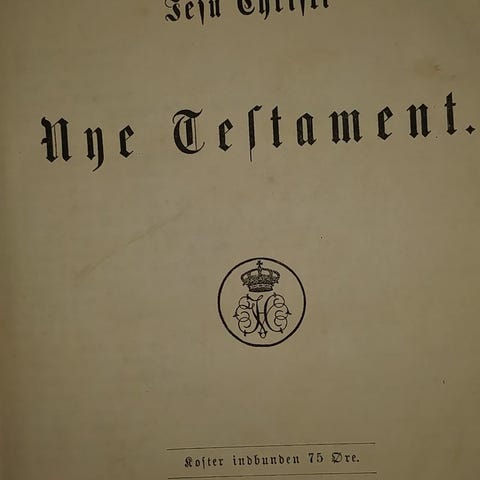 Jesu Christi
Nye Testament.
Koster indbunden 75 Øre.